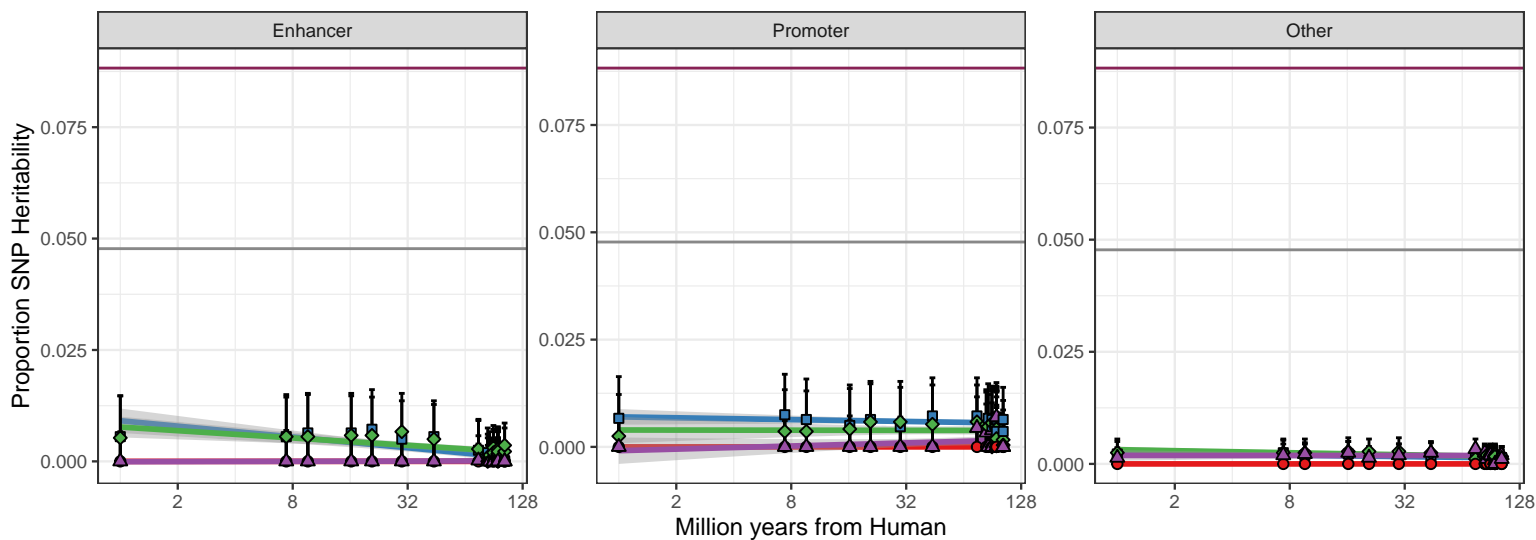 Enhancer
Promoter
Other
Proportion SNP Heritability
0.075
0.050
0.025
0.000
0.075
0.050
0.025
0.000
0.075
0.050
0.025
0.000
2 8 32 128
2 8 32 128
2 8 32 128
Million years from Human